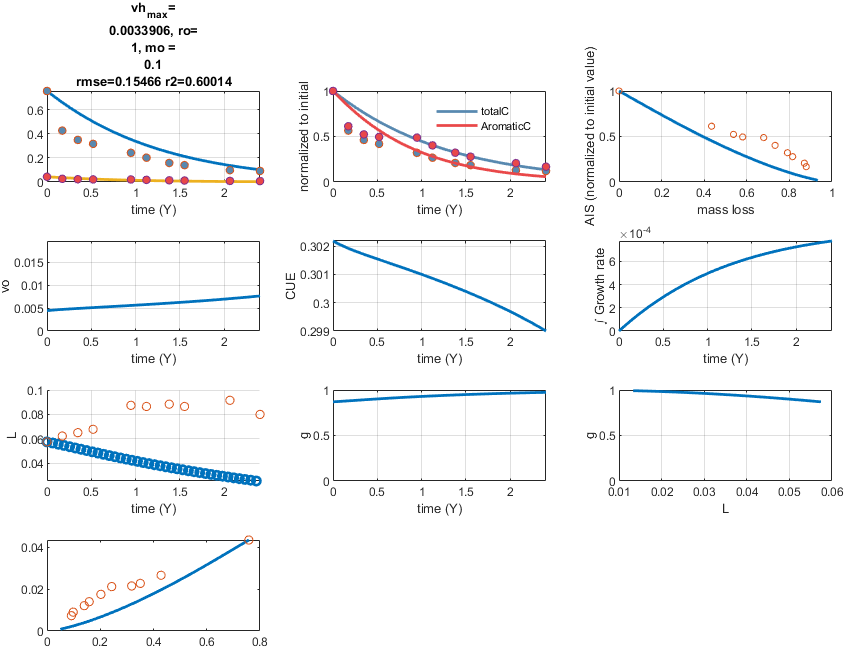 vh_max=
0.0033906, ro=
1, mo =
0.1
rmse=0.15466 r2=0.60014
0.6
0.4
0.2
0
0 0.5 1 1.5 2
time (Y)
normalized to initial
1
0.5
0
totalC
AromaticC
0 0.5 1 1.5 2
time (Y)
AIS (normalized to initial value)
1
0.5
0
0 0.2 0.4 0.6 0.8 1
mass loss
vo
0.015
0.01
0.005
0
0 0.5 1 1.5 2
time (Y)
CUE
0.302
0.301
0.3
0.299
0 0.5 1 1.5 2
time (Y)
∫ Growth rate
×10^-4
6
4
2
0
0 1 2
time (Y)
L
0.1
0.08
0.06
0.04
0 0.5 1 1.5 2
time (Y)
g
1
0.5
0
0 0.5 1 1.5 2
time (Y)
g
1
0.5
0
0.01 0.02 0.03 0.04 0.05 0.06
L
0.04
0.02
0
0 0.2 0.4 0.6 0.8